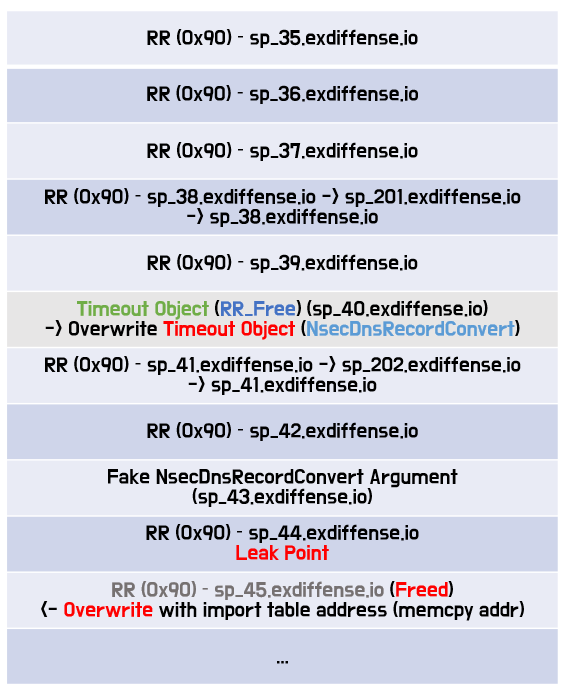 RR (0x90) - sp_35.exdiffense.io
RR (0x90) - sp_36.exdiffense.io
RR (0x90) - sp_37.exdiffense.io
RR (0x90) - sp_38.exdiffense.io -> sp_201.exdiffense.io
-> sp_38.exdiffense.io
RR (0x90) - sp_39.exdiffense.io
Timeout Object (RR_Free) (sp_40.exdiffense.io)
-> Overwrite Timeout Object (NsecDnsRecordConvert)
RR (0x90) - sp_41.exdiffense.io -> sp_202.exdiffense.io
-> sp_41.exdiffense.io
RR (0x90) - sp_42.exdiffense.io
Fake NsecDnsRecordConvert Argument
(sp_43.exdiffense.io)
RR (0x90) - sp_44.exdiffense.io
Leak Point
RR (0x90) - sp_45.exdiffense.io (Freed)
<- Overwrite with import table address (memcpy addr)
...